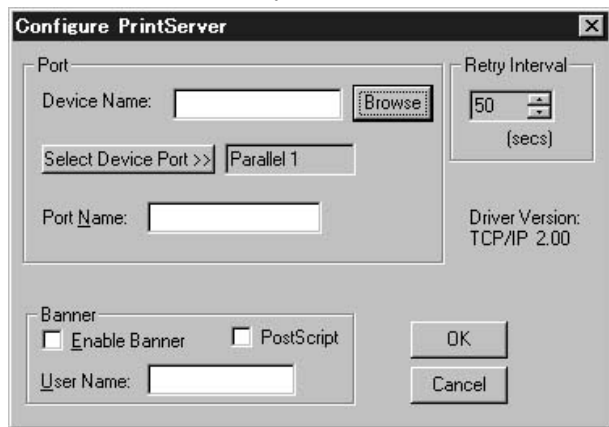 Configure PrintServer
Port
Device Name:
Browse
Select Device Port >>
Parallel 1
Port Name:
Retry Interval
50
(secs)
Driver Version:
TCP/IP 2.00
Banner
Enable Banner
PostScript
User Name:
OK
Cancel